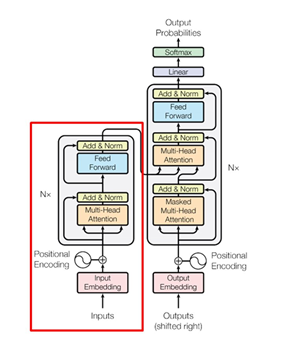 Output
Probabilities
Softmax
Linear
Add & Norm
Feed
Forward
Add & Norm
Multi-Head
Attention
Nx
Add & Norm
Masked
Multi-Head
Attention
Positional
Encoding
Output
Embedding
Outputs
(shifted right)
Add & Norm
Feed
Forward
Nx
Add & Norm
Multi-Head
Attention
Positional
Encoding
Input
Embedding
Inputs